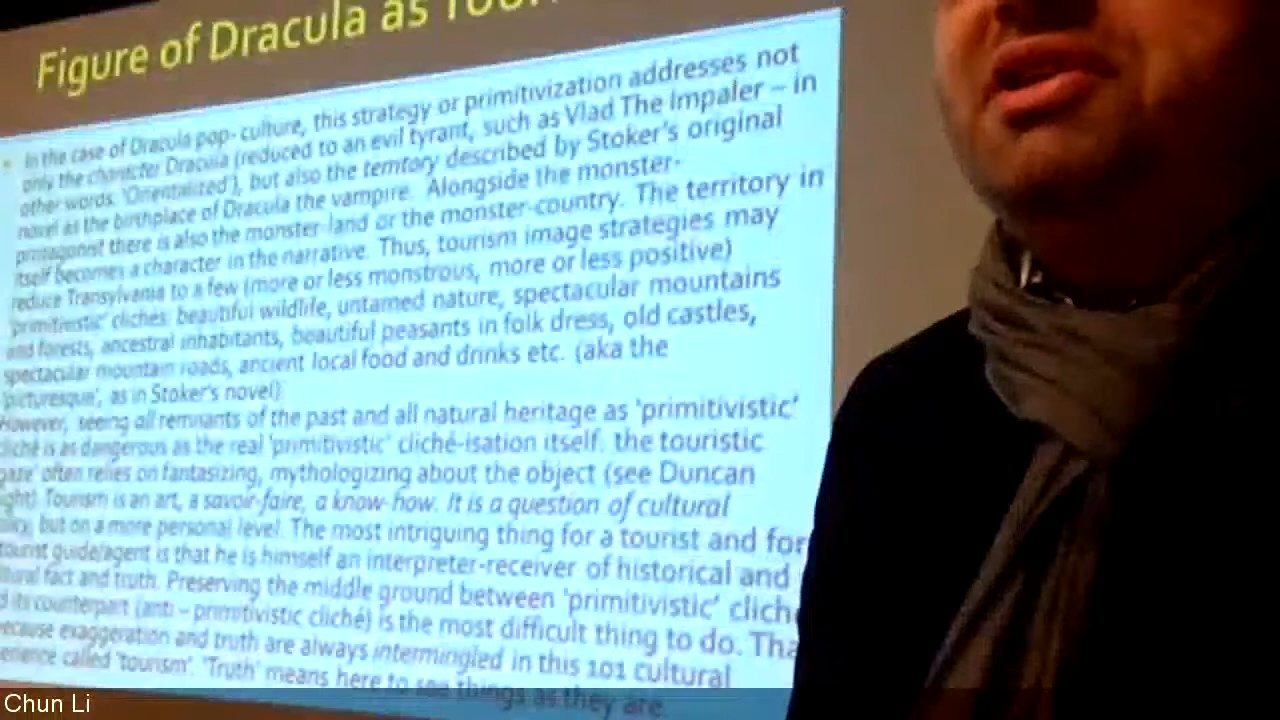 Figure of Dracula as
In the case of Dracula pop-culture, this strategy or primitivization addresses not
only the character Dracula (reduced to an evil tyrant, such as Vlad The Impaler – in
other words: 'Orientalized'), but also the territory described by Stoker's original
novel as the birthplace of Dracula the vampire. Alongside the monster-
protagonist there is also the monster-land or the monster-country. The territory in
itself becomes a character in the narrative. Thus, tourism image strategies may
reduce Transylvania to a few (more or less monstrous, more or less positive)
'primitivistic' cliches: beautiful wildlife, untamed nature, spectacular mountains
and forests, ancestral inhabitants, beautiful peasants in folk dress, old castles,
spectacular mountain roads, ancient local food and drinks etc. (aka the
'picturesque', as in Stoker's novel).
However, seeing all remnants of the past and all natural heritage as 'primitivistic'
cliché is as dangerous as the real 'primitivistic' cliché-isation itself: the touristic
gaze' often relies on fantasizing, mythologizing about the object (see Duncan
ight). Tourism is an art, a savoir-faire, a know-how. It is a question of cultural
but on a more personal level. The most intriguing thing for a tourist and for
tourist guide/agent is that he is himself an interpreter-receiver of historical and
tural fact and truth. Preserving the middle ground between 'primitivistic' cliche
d its counterpart (anti – primitivistic cliché) is the most difficult thing to do. Tha
ecause exaggeration and truth are always intermingled in this 101 cultural
erience called 'tourism'. 'Truth' means here to see things as they are.
Chun Li